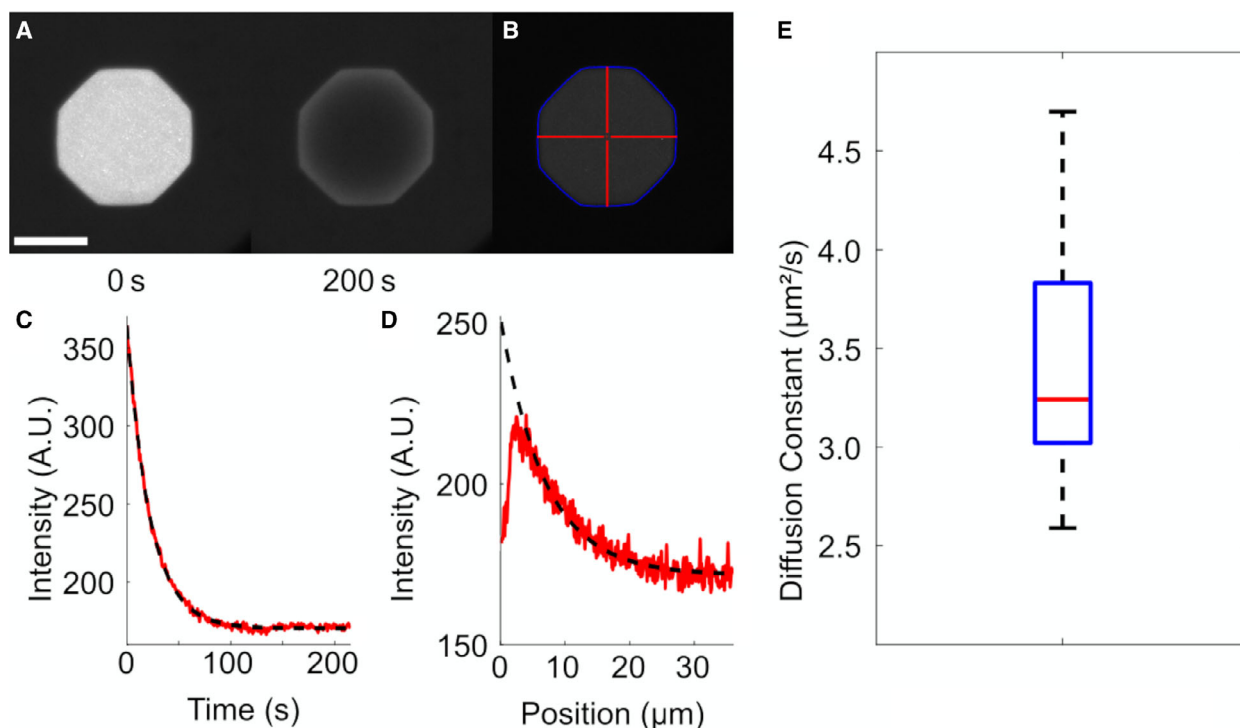 A
B
E
0 s
200 s
C
D
350
300
250
200
Intensity (A.U.)
0
100
200
Time (s)
250
200
150
Intensity (A.U.)
0
10
20
30
Position (µm)
4.5
4.0
3.5
3.0
2.5
Diffusion Constant (µm²/s)